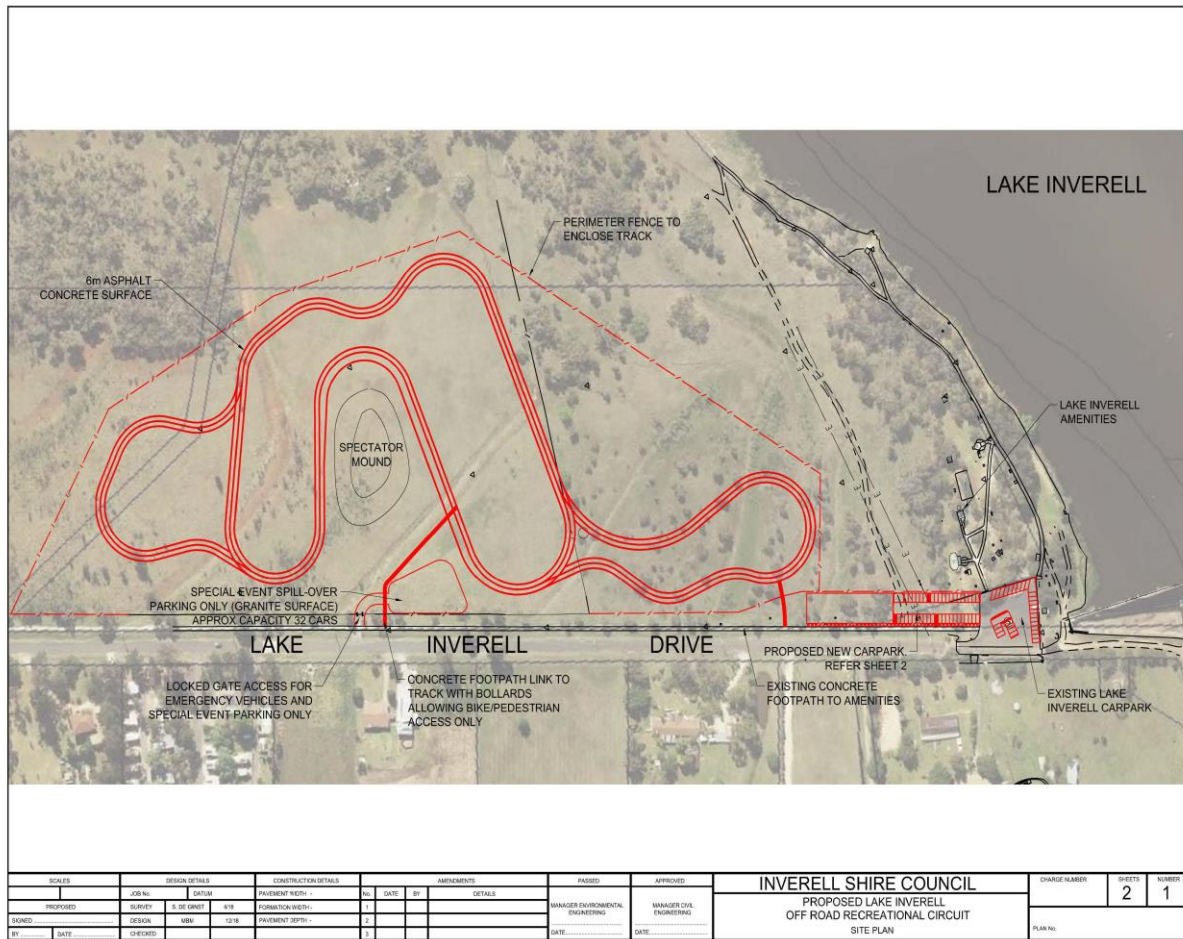 LAKE INVERELL
PERIMETER FENCE TO
ENCLOSE TRACK
6m ASPHALT
CONCRETE SURFACE
LAKE INVERELL
AMENITIES
SPECTATOR
MOUND
SPECIAL EVENT SPILL-OVER
PARKING ONLY (GRANITE SURFACE)
APPROX CAPACITY 32 CARS
LAKE INVERELL DRIVE
PROPOSED NEW CARPARK.
REFER SHEET 2
LOCKED GATE ACCESS FOR
EMERGENCY VEHICLES AND
SPECIAL EVENT PARKING ONLY
CONCRETE FOOTPATH LINK TO
TRACK WITH BOLLARDS
ALLOWING BIKE/PEDESTRIAN
ACCESS ONLY
EXISTING CONCRETE
FOOTPATH TO AMENITIES
EXISTING LAKE
INVERELL CARPARK
SCALES
PROPOSED
SIGNED
BY DATE
DESIGN DETAILS
JOB No. DATUM
SURVEY S. DE GANST 4/18
DESIGN MBM 12/18
CHECKED
CONSTRUCTION DETAILS
PAVEMENT WIDTH -
FORMATION WIDTH -
PAVEMENT DEPTH -
AMENDMENTS
No. DATE BY DETAILS
1
2
3
PASSED
MANAGER ENVIRONMENTAL
ENGINEERING
DATE
APPROVED
MANAGER CIVIL
ENGINEERING
DATE
INVERELL SHIRE COUNCIL
PROPOSED LAKE INVERELL
OFF ROAD RECREATIONAL CIRCUIT
SITE PLAN
CHARGE NUMBER
PLAN No.
SHEETS
2
NUMBER
1